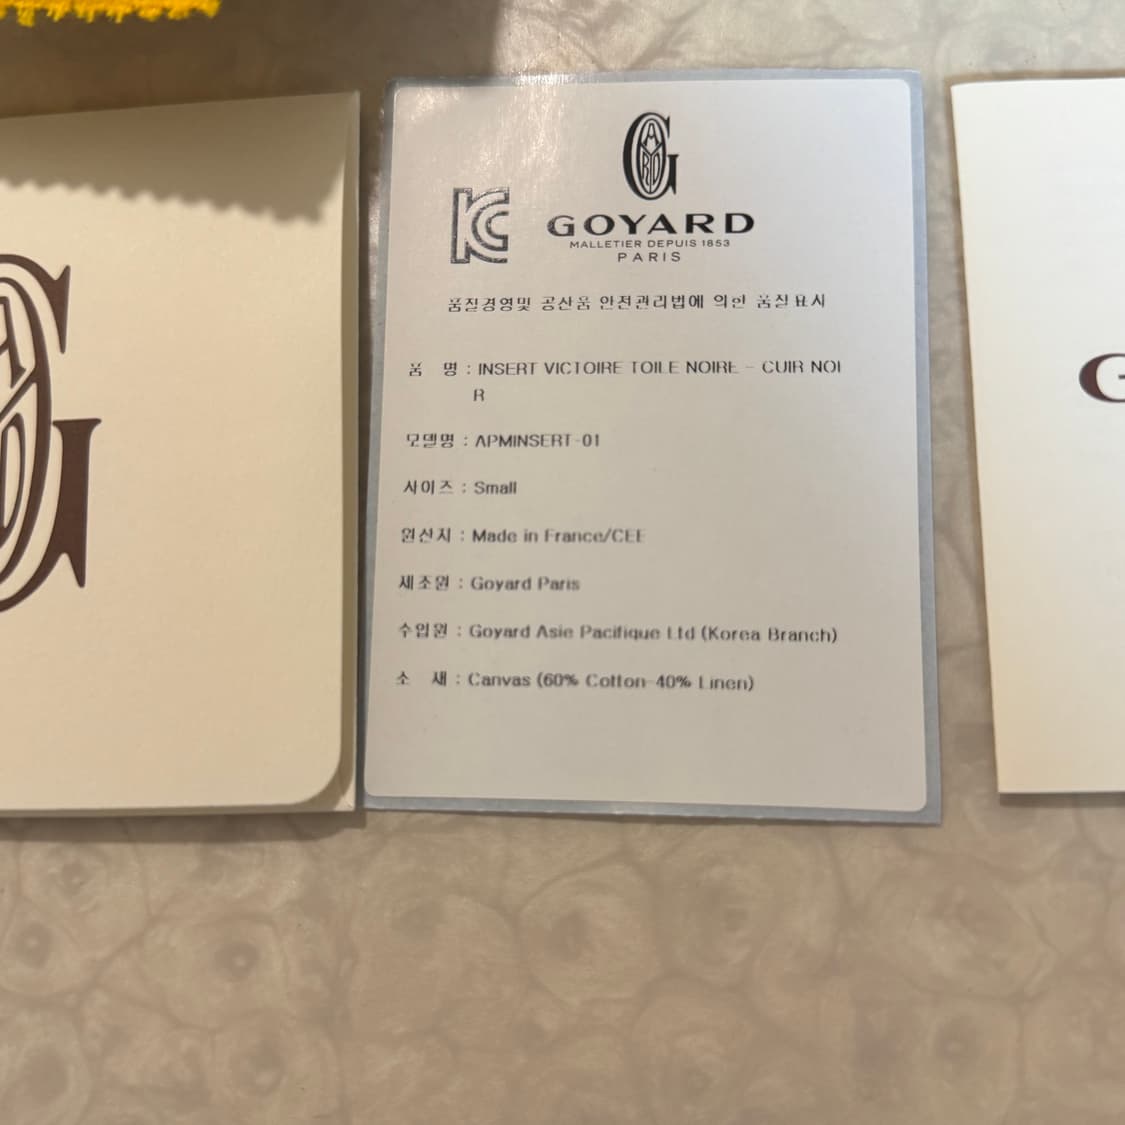 GOYARD
MALLETIER DEPUIS 1853
PARIS
품질경영및 공산품 안전관리법에 의한 품질표시
품 명 : INSERT VICTOIRE TOILE NOIRE - CUIR NOI
R
모델명 : APMINSERT-01
사이즈 : Small
원산지 : Made in France/CEE
제조원 : Goyard Paris
수입원 : Goyard Asie Pacifique Ltd (Korea Branch)
소 재 : Canvas (60% Cotton-40% Linen)